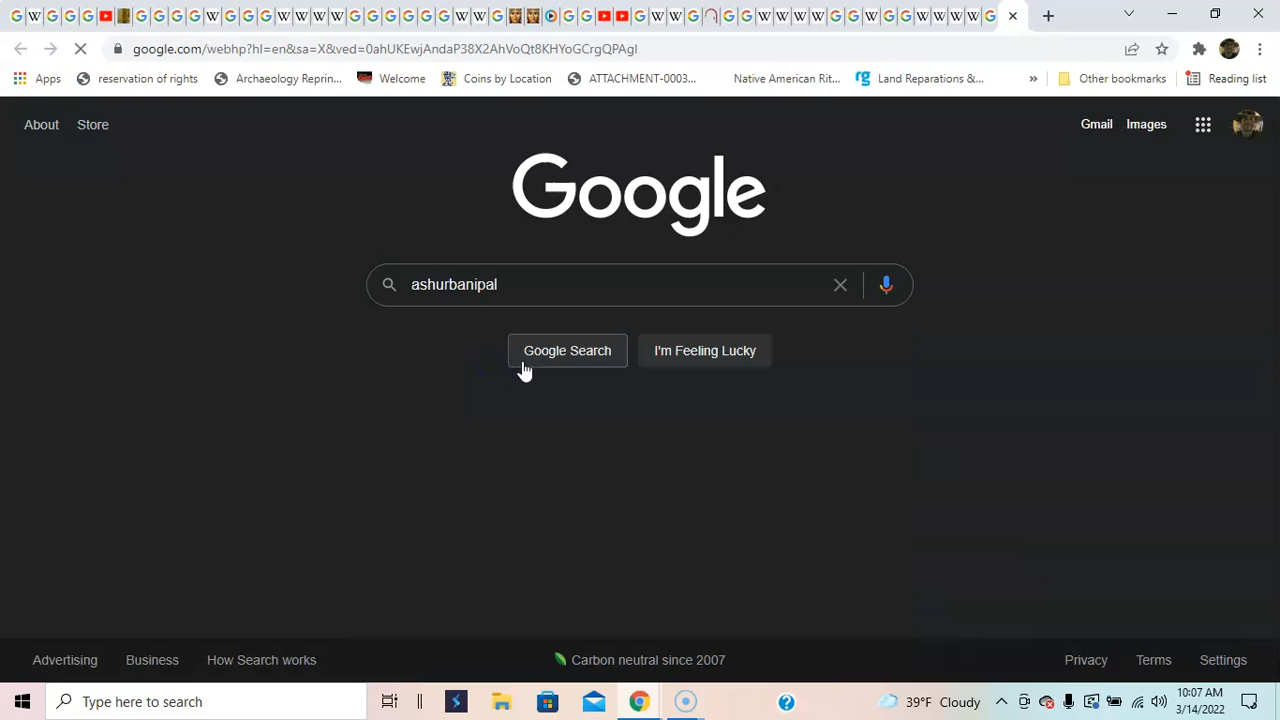 google.com/webhp?hl=en&sa=X&ved=0ahUKEwjAndaP38X2AhVoQt8KHYoGCrgQPAgI
Apps reservation of rights Archaeology Reprin... Welcome Coins by Location ATTACHMENT-0003... Native American Rit... Land Reparations &... » Other bookmarks Reading list
About Store Gmail Images
Google
ashurbanipal
Google Search I'm Feeling Lucky
Advertising Business How Search works Carbon neutral since 2007 Privacy Terms Settings
Type here to search 39°F Cloudy 10:07 AM
3/14/2022